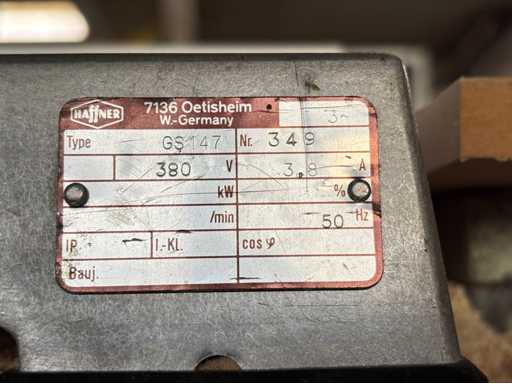 HAFFNER 7136 Oetisheim 3~
W.-Germany
Type GS 147 Nr. 349
380 V 3,8 A
kW %
/min 50 Hz
IP I.-KL. cos φ
Bauj.